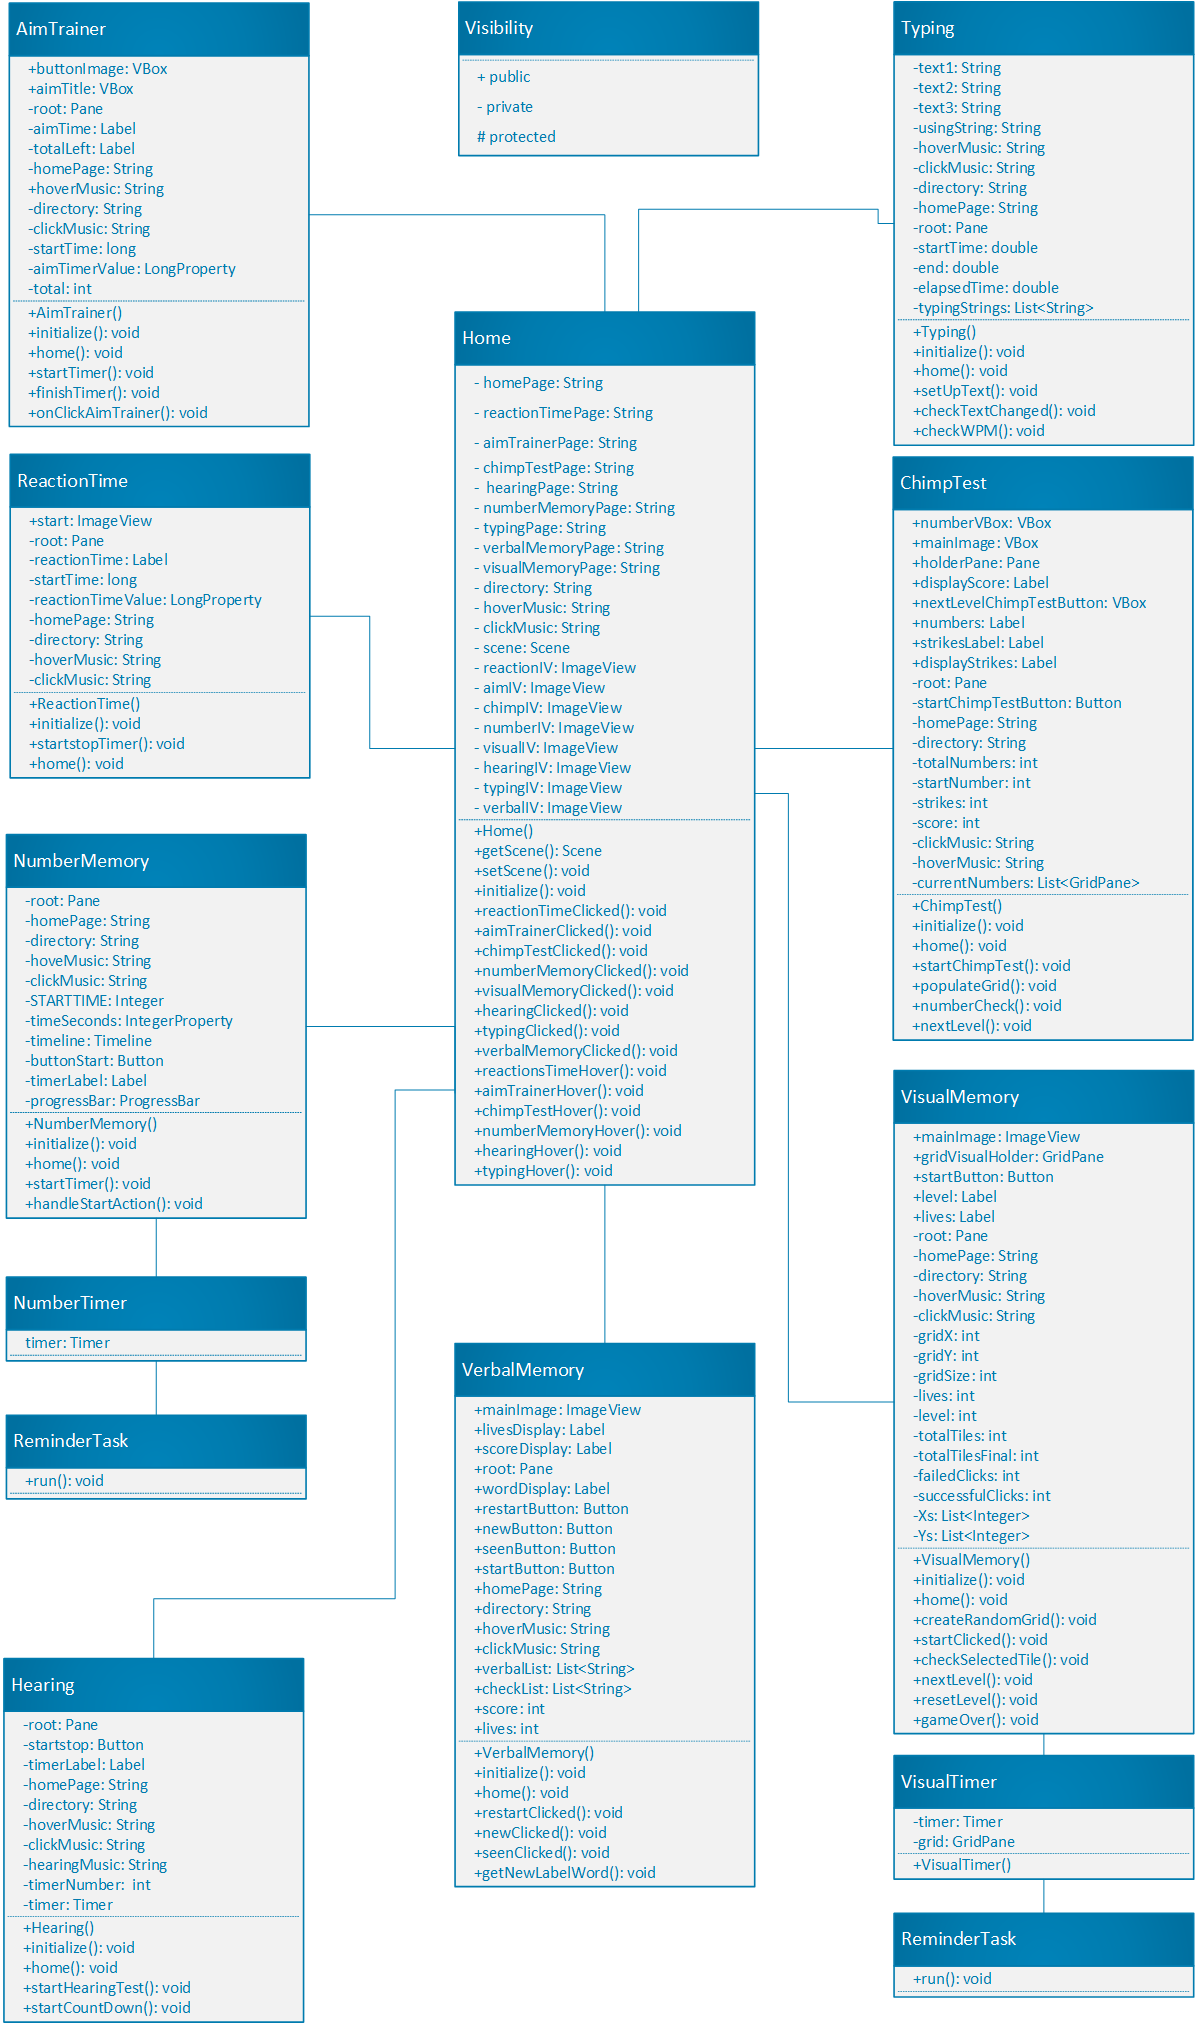 AimTrainer
+buttonImage: VBox
+aimTitle: VBox
-root: Pane
-aimTime: Label
-totalLeft: Label
-homePage: String
+hoverMusic: String
-directory: String
-clickMusic: String
-startTime: long
-aimTimerValue: LongProperty
-total: int
+AimTrainer()
+initialize(): void
+home(): void
+startTimer(): void
+finishTimer(): void
+onClickAimTrainer(): void
Visibility
+ public
- private
# protected
Typing
-text1: String
-text2: String
-text3: String
-usingString: String
-hoverMusic: String
-clickMusic: String
-directory: String
-homePage: String
-root: Pane
-startTime: double
-end: double
-elapsedTime: double
-typingStrings: List<String>
+Typing()
+initialize(): void
+home(): void
+setUpText(): void
+checkTextChanged(): void
+checkWPM(): void
Home
- homePage: String
- reactionTimePage: String
- aimTrainerPage: String
- chimpTestPage: String
- hearingPage: String
- numberMemoryPage: String
- typingPage: String
- verbalMemoryPage: String
- visualMemoryPage: String
- directory: String
- hoverMusic: String
- clickMusic: String
- scene: Scene
- reactionIV: ImageView
- aimIV: ImageView
- chimpIV: ImageView
- numberIV: ImageView
- visualIV: ImageView
- hearingIV: ImageView
- typingIV: ImageView
- verbalIV: ImageView
+Home()
+getScene(): Scene
+setScene(): void
+initialize(): void
+reactionTimeClicked(): void
+aimTrainerClicked(): void
+chimpTestClicked(): void
+numberMemoryClicked(): void
+visualMemoryClicked(): void
+hearingClicked(): void
+typingClicked(): void
+verbalMemoryClicked(): void
+reactionsTimeHover(): void
+aimTrainerHover(): void
+chimpTestHover(): void
+numberMemoryHover(): void
+hearingHover(): void
+typingHover(): void
ReactionTime
+start: ImageView
-root: Pane
-reactionTime: Label
-startTime: long
-reactionTimeValue: LongProperty
-homePage: String
-directory: String
-hoverMusic: String
-clickMusic: String
+ReactionTime()
+initialize(): void
+startstopTimer(): void
+home(): void
ChimpTest
+numberVBox: VBox
+mainImage: VBox
+holderPane: Pane
+displayScore: Label
+nextLevelChimpTestButton: VBox
+numbers: Label
+strikesLabel: Label
+displayStrikes: Label
-root: Pane
-startChimpTestButton: Button
-homePage: String
-directory: String
-totalNumbers: int
-startNumber: int
-strikes: int
-score: int
-clickMusic: String
-hoverMusic: String
-currentNumbers: List<GridPane>
+ChimpTest()
+initialize(): void
+home(): void
+startChimpTest(): void
+populateGrid(): void
+numberCheck(): void
+nextLevel(): void
NumberMemory
-root: Pane
-homePage: String
-directory: String
-hoveMusic: String
-clickMusic: String
-STARTTIME: Integer
-timeSeconds: IntegerProperty
-timeline: Timeline
-buttonStart: Button
-timerLabel: Label
-progressBar: ProgressBar
+NumberMemory()
+initialize(): void
+home(): void
+startTimer(): void
+handleStartAction(): void
NumberTimer
timer: Timer
ReminderTask
+run(): void
VerbalMemory
+mainImage: ImageView
+livesDisplay: Label
+scoreDisplay: Label
+root: Pane
+wordDisplay: Label
+restartButton: Button
+newButton: Button
+seenButton: Button
+startButton: Button
+homePage: String
+directory: String
+hoverMusic: String
+clickMusic: String
+verbalList: List<String>
+checkList: List<String>
+score: int
+lives: int
+VerbalMemory()
+initialize(): void
+home(): void
+restartClicked(): void
+newClicked(): void
+seenClicked(): void
+getNewLabelWord(): void
VisualMemory
+mainImage: ImageView
+gridVisualHolder: GridPane
+startButton: Button
+level: Label
+lives: Label
-root: Pane
-homePage: String
-directory: String
-hoverMusic: String
-clickMusic: String
-gridX: int
-gridY: int
-gridSize: int
-lives: int
-level: int
-totalTiles: int
-totalTilesFinal: int
-failedClicks: int
-successfulClicks: int
-Xs: List<Integer>
-Ys: List<Integer>
+VisualMemory()
+initialize(): void
+home(): void
+createRandomGrid(): void
+startClicked(): void
+checkSelectedTile(): void
+nextLevel(): void
+resetLevel(): void
+gameOver(): void
Hearing
-root: Pane
-startstop: Button
-timerLabel: Label
-homePage: String
-directory: String
-hoverMusic: String
-clickMusic: String
-hearingMusic: String
-timerNumber: int
-timer: Timer
+Hearing()
+initialize(): void
+home(): void
+startHearingTest(): void
+startCountDown(): void
VisualTimer
-timer: Timer
-grid: GridPane
+VisualTimer()
ReminderTask
+run(): void